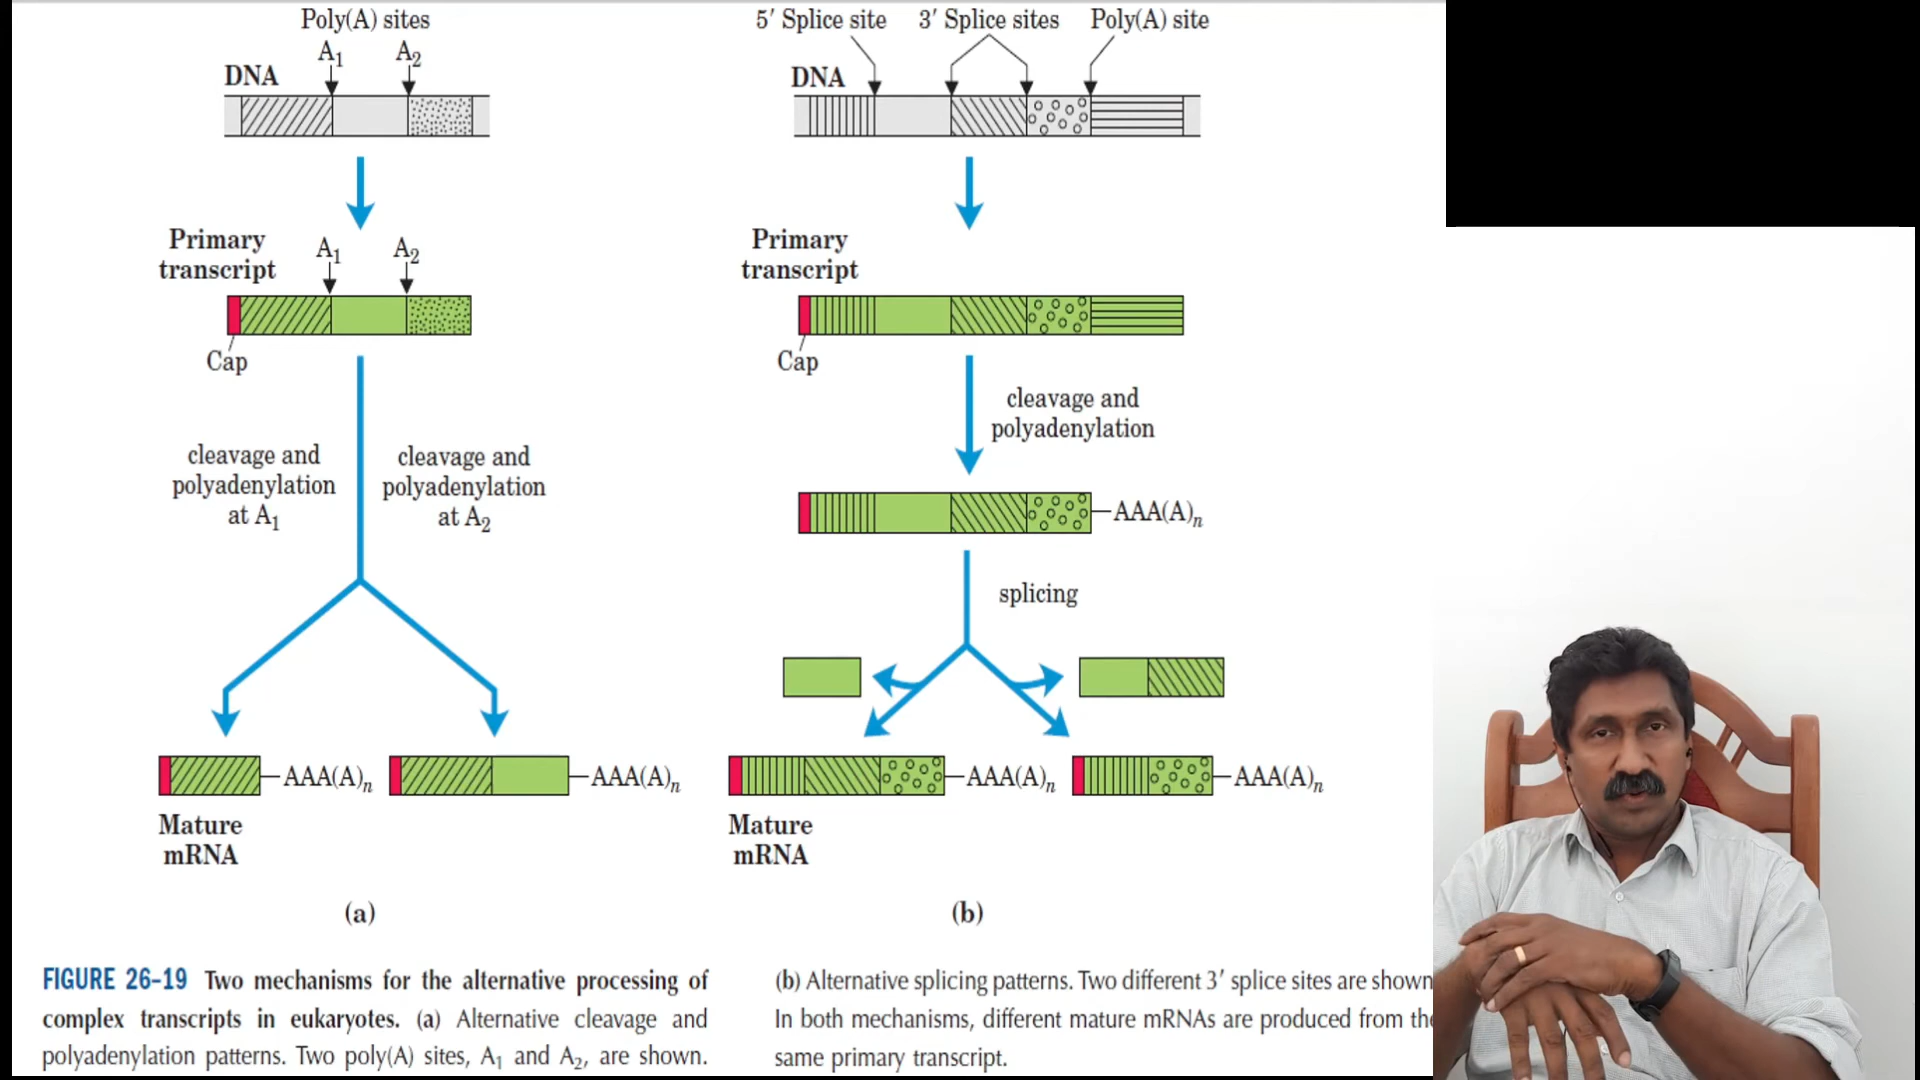 Poly(A) sites
A₁ A₂
DNA
Primary
transcript
A₁ A₂
Cap
cleavage and
polyadenylation
at A₁
cleavage and
polyadenylation
at A₂
AAA(A)ₙ
AAA(A)ₙ
Mature
mRNA
(a)
5′ Splice site 3′ Splice sites Poly(A) site
DNA
Primary
transcript
Cap
cleavage and
polyadenylation
AAA(A)ₙ
splicing
AAA(A)ₙ
AAA(A)ₙ
Mature
mRNA
(b)
FIGURE 26–19 Two mechanisms for the alternative processing of
complex transcripts in eukaryotes. (a) Alternative cleavage and
polyadenylation patterns. Two poly(A) sites, A₁ and A₂, are shown.
(b) Alternative splicing patterns. Two different 3′ splice sites are shown
In both mechanisms, different mature mRNAs are produced from the
same primary transcript.